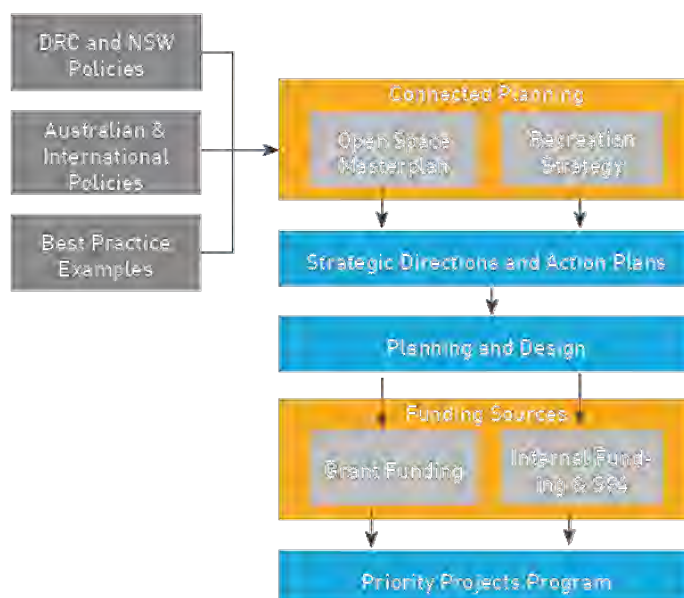 DRC and NSW
Policies
Australian &
International
Policies
Best Practice
Examples
Connected Planning
Open Space
Masterplan
Recreation
Strategy
Strategic Directions and Action Plans
Planning and Design
Funding Sources
Grant Funding
Internal Fund-
ing & S94
Priority Projects Program